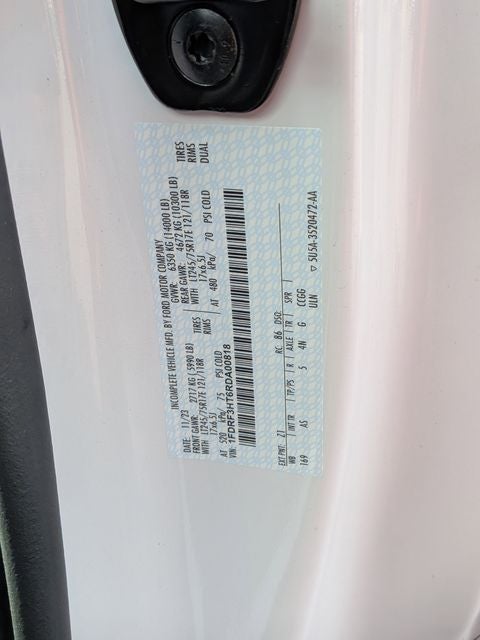 INCOMPLETE VEHICLE MFD. BY FORD MOTOR COMPANY
DATE: 11/23 GVWR: 6350 KG (14000 LB)
FRONT GAWR: 2717 KG (5990 LB) REAR GAWR: 4672 KG (10300 LB)
WITH LT245/75R17E 121/118R TIRES WITH LT245/75R17E 121/118R TIRES
17x6.5J RIMS 17x6.5J RIMS
AT 520 kPa/ 75 PSI COLD AT 480 kPa/ 70 PSI COLD DUAL
VIN: 1FDRF3HT6RDA00818
EXT PNT: Z1 RC: 86 DSO:
WB INT TR TP/PS R AXLE TR SPR
169 AS 5 4N G CCGG
ULN
▽ 5U5A-3520472-AA